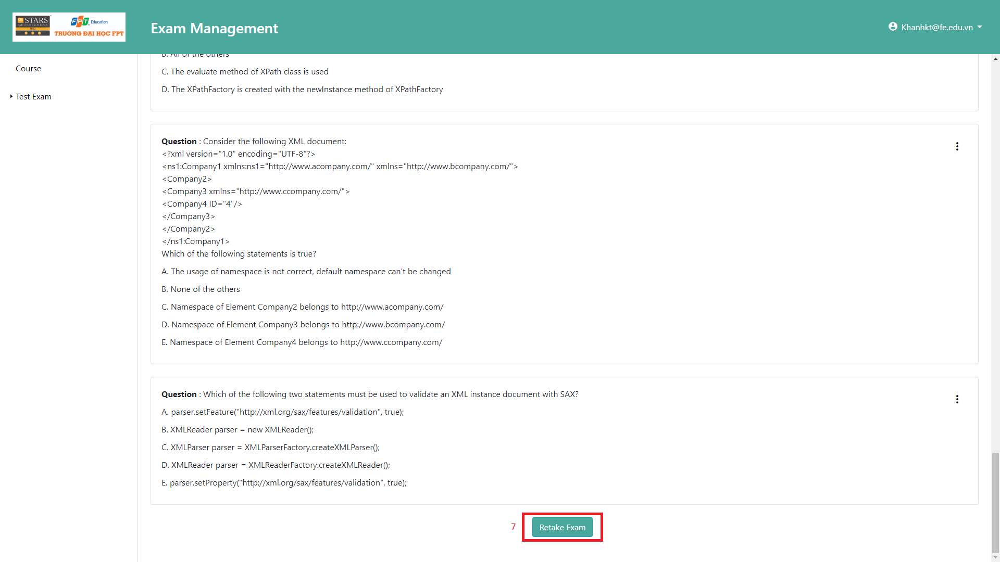 STARS
RATED FOR EXCELLENCE
2012
FPT Education
TRƯỜNG ĐẠI HỌC FPT
Exam Management
Khanhkt@fe.edu.vn
Course
Test Exam
B. All of the others
C. The evaluate method of XPath class is used
D. The XPathFactory is created with the newInstance method of XPathFactory
Question : Consider the following XML document:
<?xml version="1.0" encoding="UTF-8"?>
<ns1:Company1 xmlns:ns1="http://www.acompany.com/" xmlns="http://www.bcompany.com/">
<Company2>
<Company3 xmlns="http://www.ccompany.com/">
<Company4 ID="4"/>
</Company3>
</Company2>
</ns1:Company1>
Which of the following statements is true?
A. The usage of namespace is not correct, default namespace can't be changed
B. None of the others
C. Namespace of Element Company2 belongs to http://www.acompany.com/
D. Namespace of Element Company3 belongs to http://www.bcompany.com/
E. Namespace of Element Company4 belongs to http://www.ccompany.com/
Question : Which of the following two statements must be used to validate an XML instance document with SAX?
A. parser.setFeature("http://xml.org/sax/features/validation", true);
B. XMLReader parser = new XMLReader();
C. XMLParser parser = XMLParserFactory.createXMLParser();
D. XMLReader parser = XMLReaderFactory.createXMLReader();
E. parser.setProperty("http://xml.org/sax/features/validation", true);
7
Retake Exam